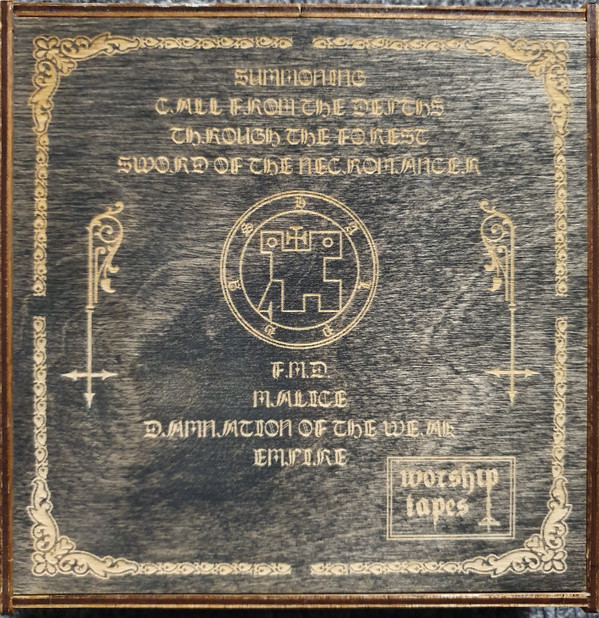 SUMMONING
CALL FROM THE DEPTHS
THROUGH THE FOREST
SWORD OF THE NECROMANCER
F.M.D.
MALICE
DAMNATION OF THE WEAK
EMPIRE
worship
tapes